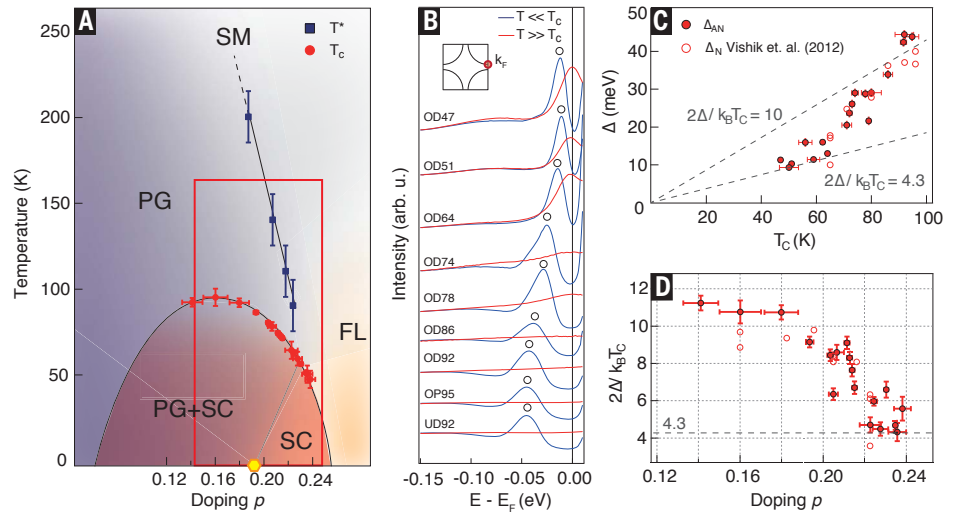 A
T*
Tc
SM
PG
FL
PG+SC
SC
250
200
150
100
50
0
Temperature (K)
0.08
0.16
0.24
Doping p
B
T << Tc
T >> Tc
kF
OD47
OD51
OD64
OD74
OD78
OD86
OD92
OP95
UD92
Intensity (arb. u.)
-0.15
-0.10
-0.05
0.00
E - EF (eV)
C
ΔAN
ΔN Vishik et. al. (2012)
2Δ/ kBTC = 10
2Δ/ kBTC = 4.3
60
50
40
30
20
10
0
Δ (meV)
20
40
60
80
100
TC (K)
D
12
10
8
6
4
2Δ/ kBTC
4.3
0.12
0.16
0.20
0.24
Doping p